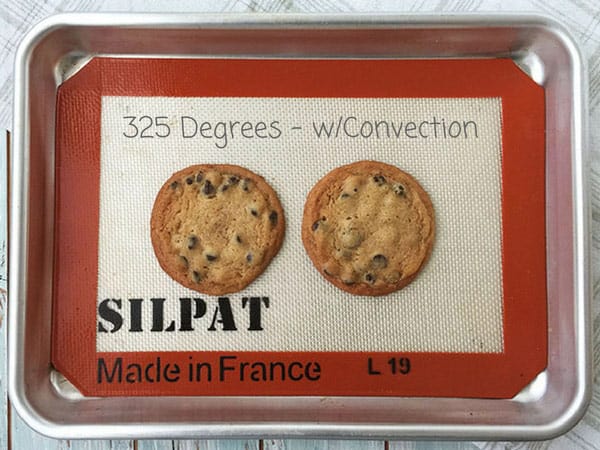 325 Degrees - w/Convection
SILPAT
Made in France L 19